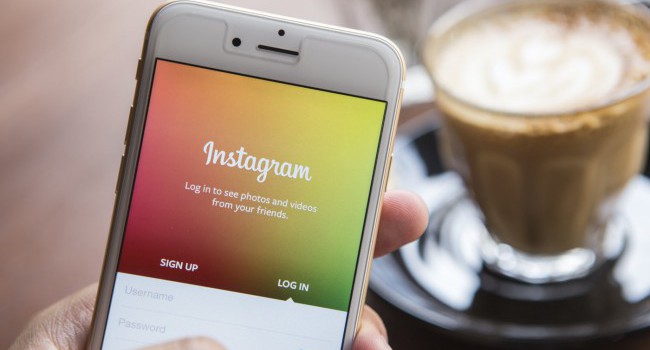 Instagram
Log in to see photos and videos
from your friends.
SIGN UP
LOG IN
Username
Password